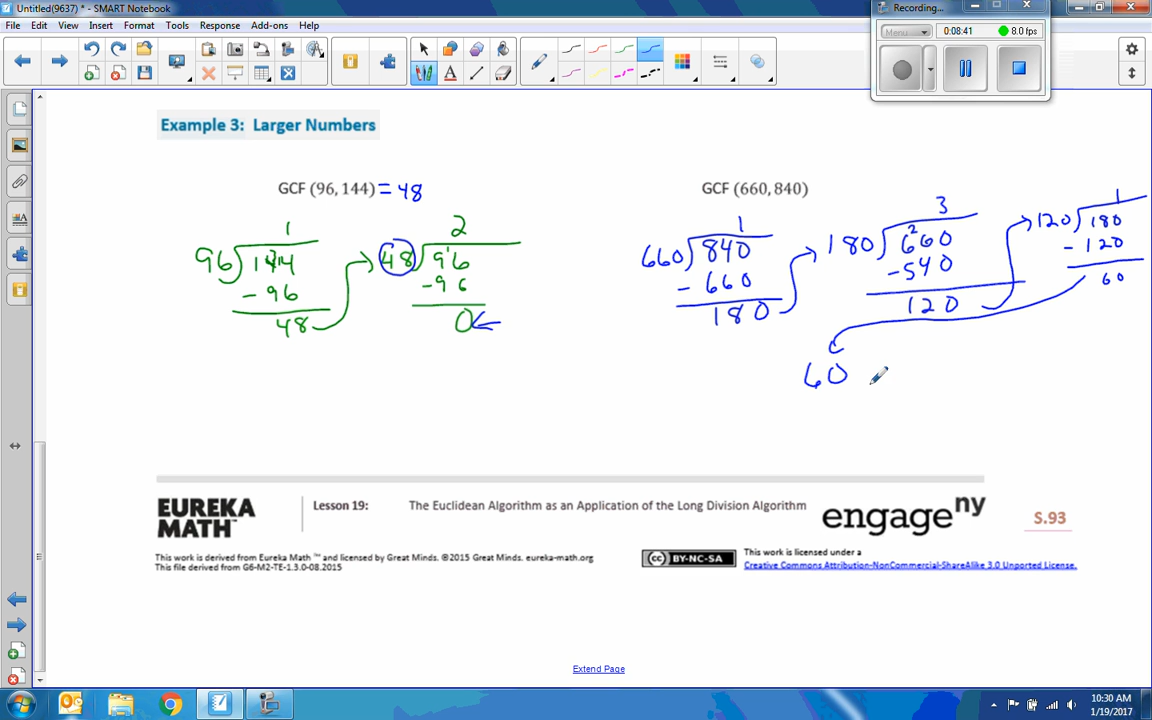 Untitled(9637) * - SMART Notebook
File Edit View Insert Format Tools Response Add-ons Help
Recording...
Menu
0:08:41 8.0 fps
Example 3: Larger Numbers
GCF (96, 144) = 48
1
96 144
- 96
48
2
48 96
- 96
0
GCF (660, 840)
1
660 840
- 660
180
3
180 660
- 540
120
1
120 180
- 120
60
60
EUREKA MATH™
Lesson 19: The Euclidean Algorithm as an Application of the Long Division Algorithm
engage ny
S.93
This work is derived from Eureka Math ™ and licensed by Great Minds. ©2015 Great Minds. eureka-math.org
This file derived from G6-M2-TE-1.3.0-08.2015
cc BY-NC-SA
This work is licensed under a
Creative Commons Attribution-NonCommercial-ShareAlike 3.0 Unported License.
Extend Page
10:30 AM
1/19/2017